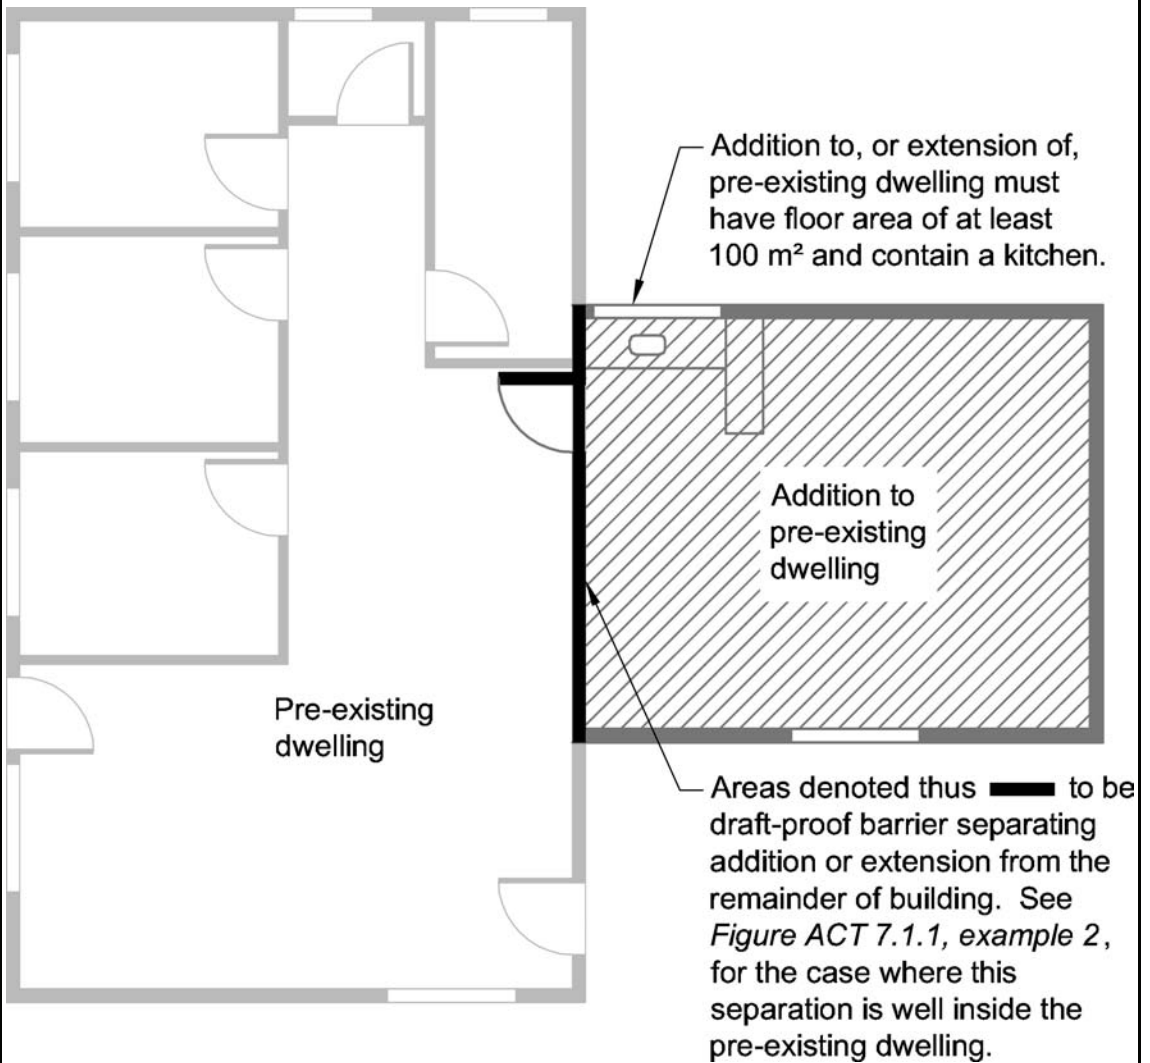 Addition to, or extension of,
pre-existing dwelling must
have floor area of at least
100 m² and contain a kitchen.
Addition to
pre-existing
dwelling
Pre-existing
dwelling
Areas denoted thus to be
draft-proof barrier separating
addition or extension from the
remainder of building. See
Figure ACT 7.1.1, example 2,
for the case where this
separation is well inside the
pre-existing dwelling.